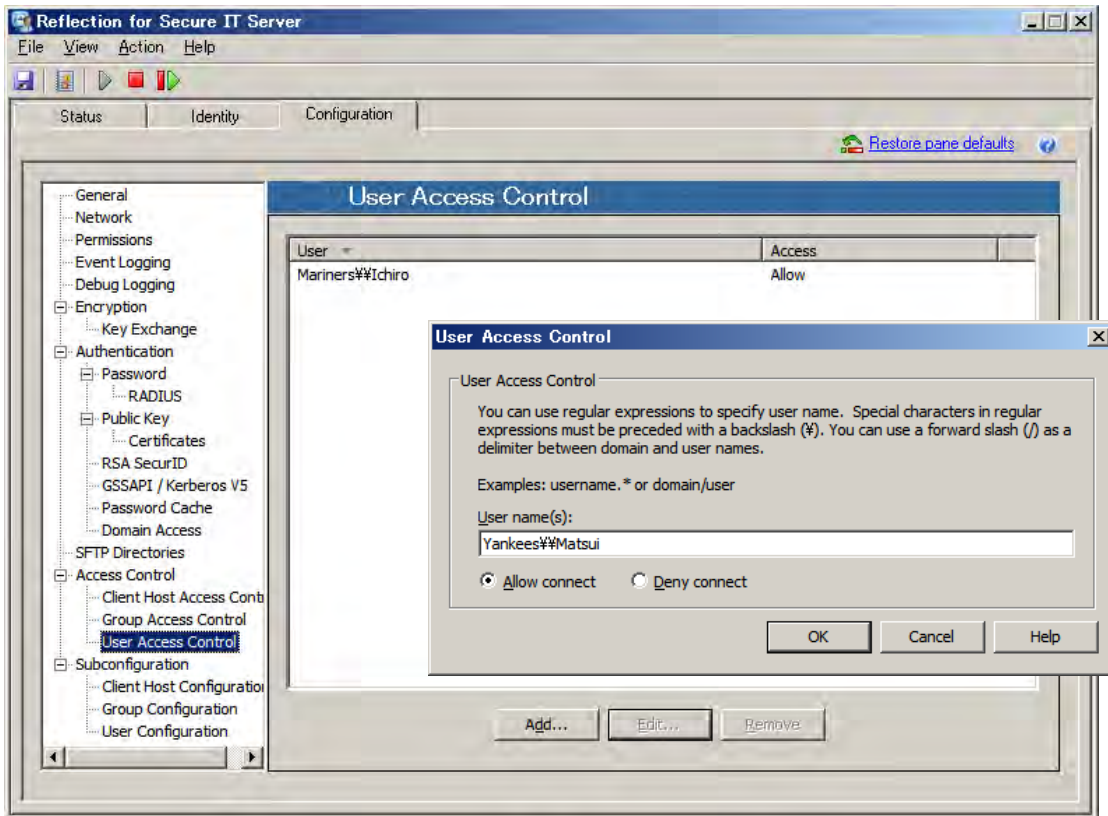 Reflection for Secure IT Server
File View Action Help
Status Identity Configuration
Restore pane defaults
General
Network
Permissions
Event Logging
Debug Logging
Encryption
Key Exchange
Authentication
Password
RADIUS
Public Key
Certificates
RSA SecurID
GSSAPI / Kerberos V5
Password Cache
Domain Access
SFTP Directories
Access Control
Client Host Access Cont
Group Access Control
User Access Control
Subconfiguration
Client Host Configuration
Group Configuration
User Configuration
User Access Control
User Access
Mariners¥¥Ichiro Allow
User Access Control
User Access Control
You can use regular expressions to specify user name. Special characters in regular
expressions must be preceded with a backslash (¥). You can use a forward slash (/) as a
delimiter between domain and user names.
Examples: username.* or domain/user
User name(s):
Yankees¥¥Matsui
Allow connect Deny connect
OK Cancel Help
Add... Edit... Remove